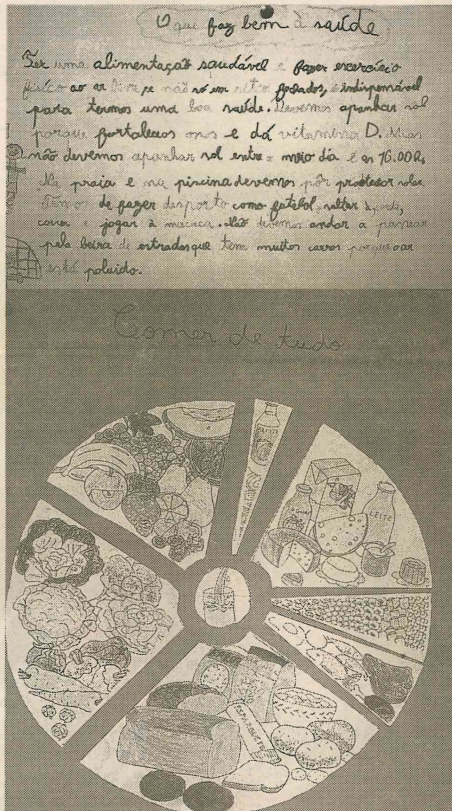 O que faz bem à saúde
Ter uma alimentação saudável é fazer exercício
físico ao ar livre e não só em sítios fechados, é indispensável
para termos uma boa saúde. Devemos apanhar sol
porque fortalece os ossos e dá vitamina D. Mas
não devemos apanhar sol entre o meio dia e as 16.00h,
Na praia e na piscina devemos pôr protector solar.
Temos de fazer desporto como futebol, saltar à corda,
correr e jogar à macaca. Não devemos andar a passear
pela beira de estradas que tem muitos carros porque o ar
está poluido.
Comer de tudo
LEITE